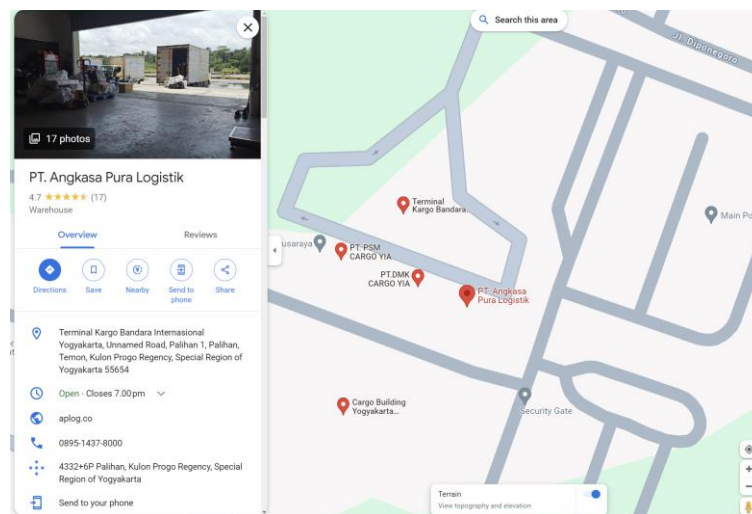 17 photos
PT. Angkasa Pura Logistik
4.7
(17)
Warehouse
Overview
Reviews
Directions
Save
Nearby
Send to
phone
Share
Terminal Kargo Bandara Internasional
Yogyakarta, Unnamed Road, Palihan 1, Palihan,
Temon, Kulon Progo Regency, Special Region of
Yogyakarta 55654
Open · Closes 7.00 pm
aplog.co
0895-1437-8000
4332+6P Palihan, Kulon Progo Regency, Special
Region of Yogyakarta
Send to your phone
Search this area
Jl. Diponegoro
Terminal
Kargo Bandara...
usaraya
PT. PSM
CARGO YIA
PT.DMK
CARGO YIA
PT. Angkasa
Pura Logistik
Main Po
Cargo Building
Yogyakarta...
Security Gate
Terrain
View topography and elevation